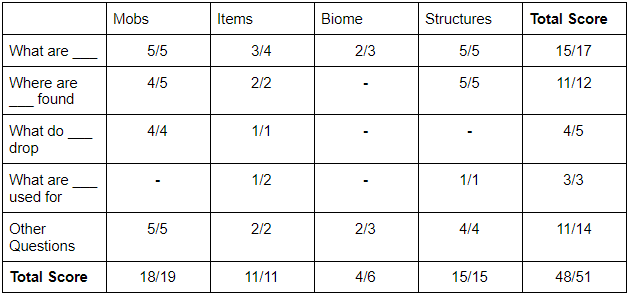 Mobs Items Biome Structures Total Score
What are ___ 5/5 3/4 2/3 5/5 15/17
Where are
___ found 4/5 2/2 - 5/5 11/12
What do ___
drop 4/4 1/1 - - 4/5
What are ___
used for - 1/2 - 1/1 3/3
Other
Questions 5/5 2/2 2/3 4/4 11/14
Total Score 18/19 11/11 4/6 15/15 48/51